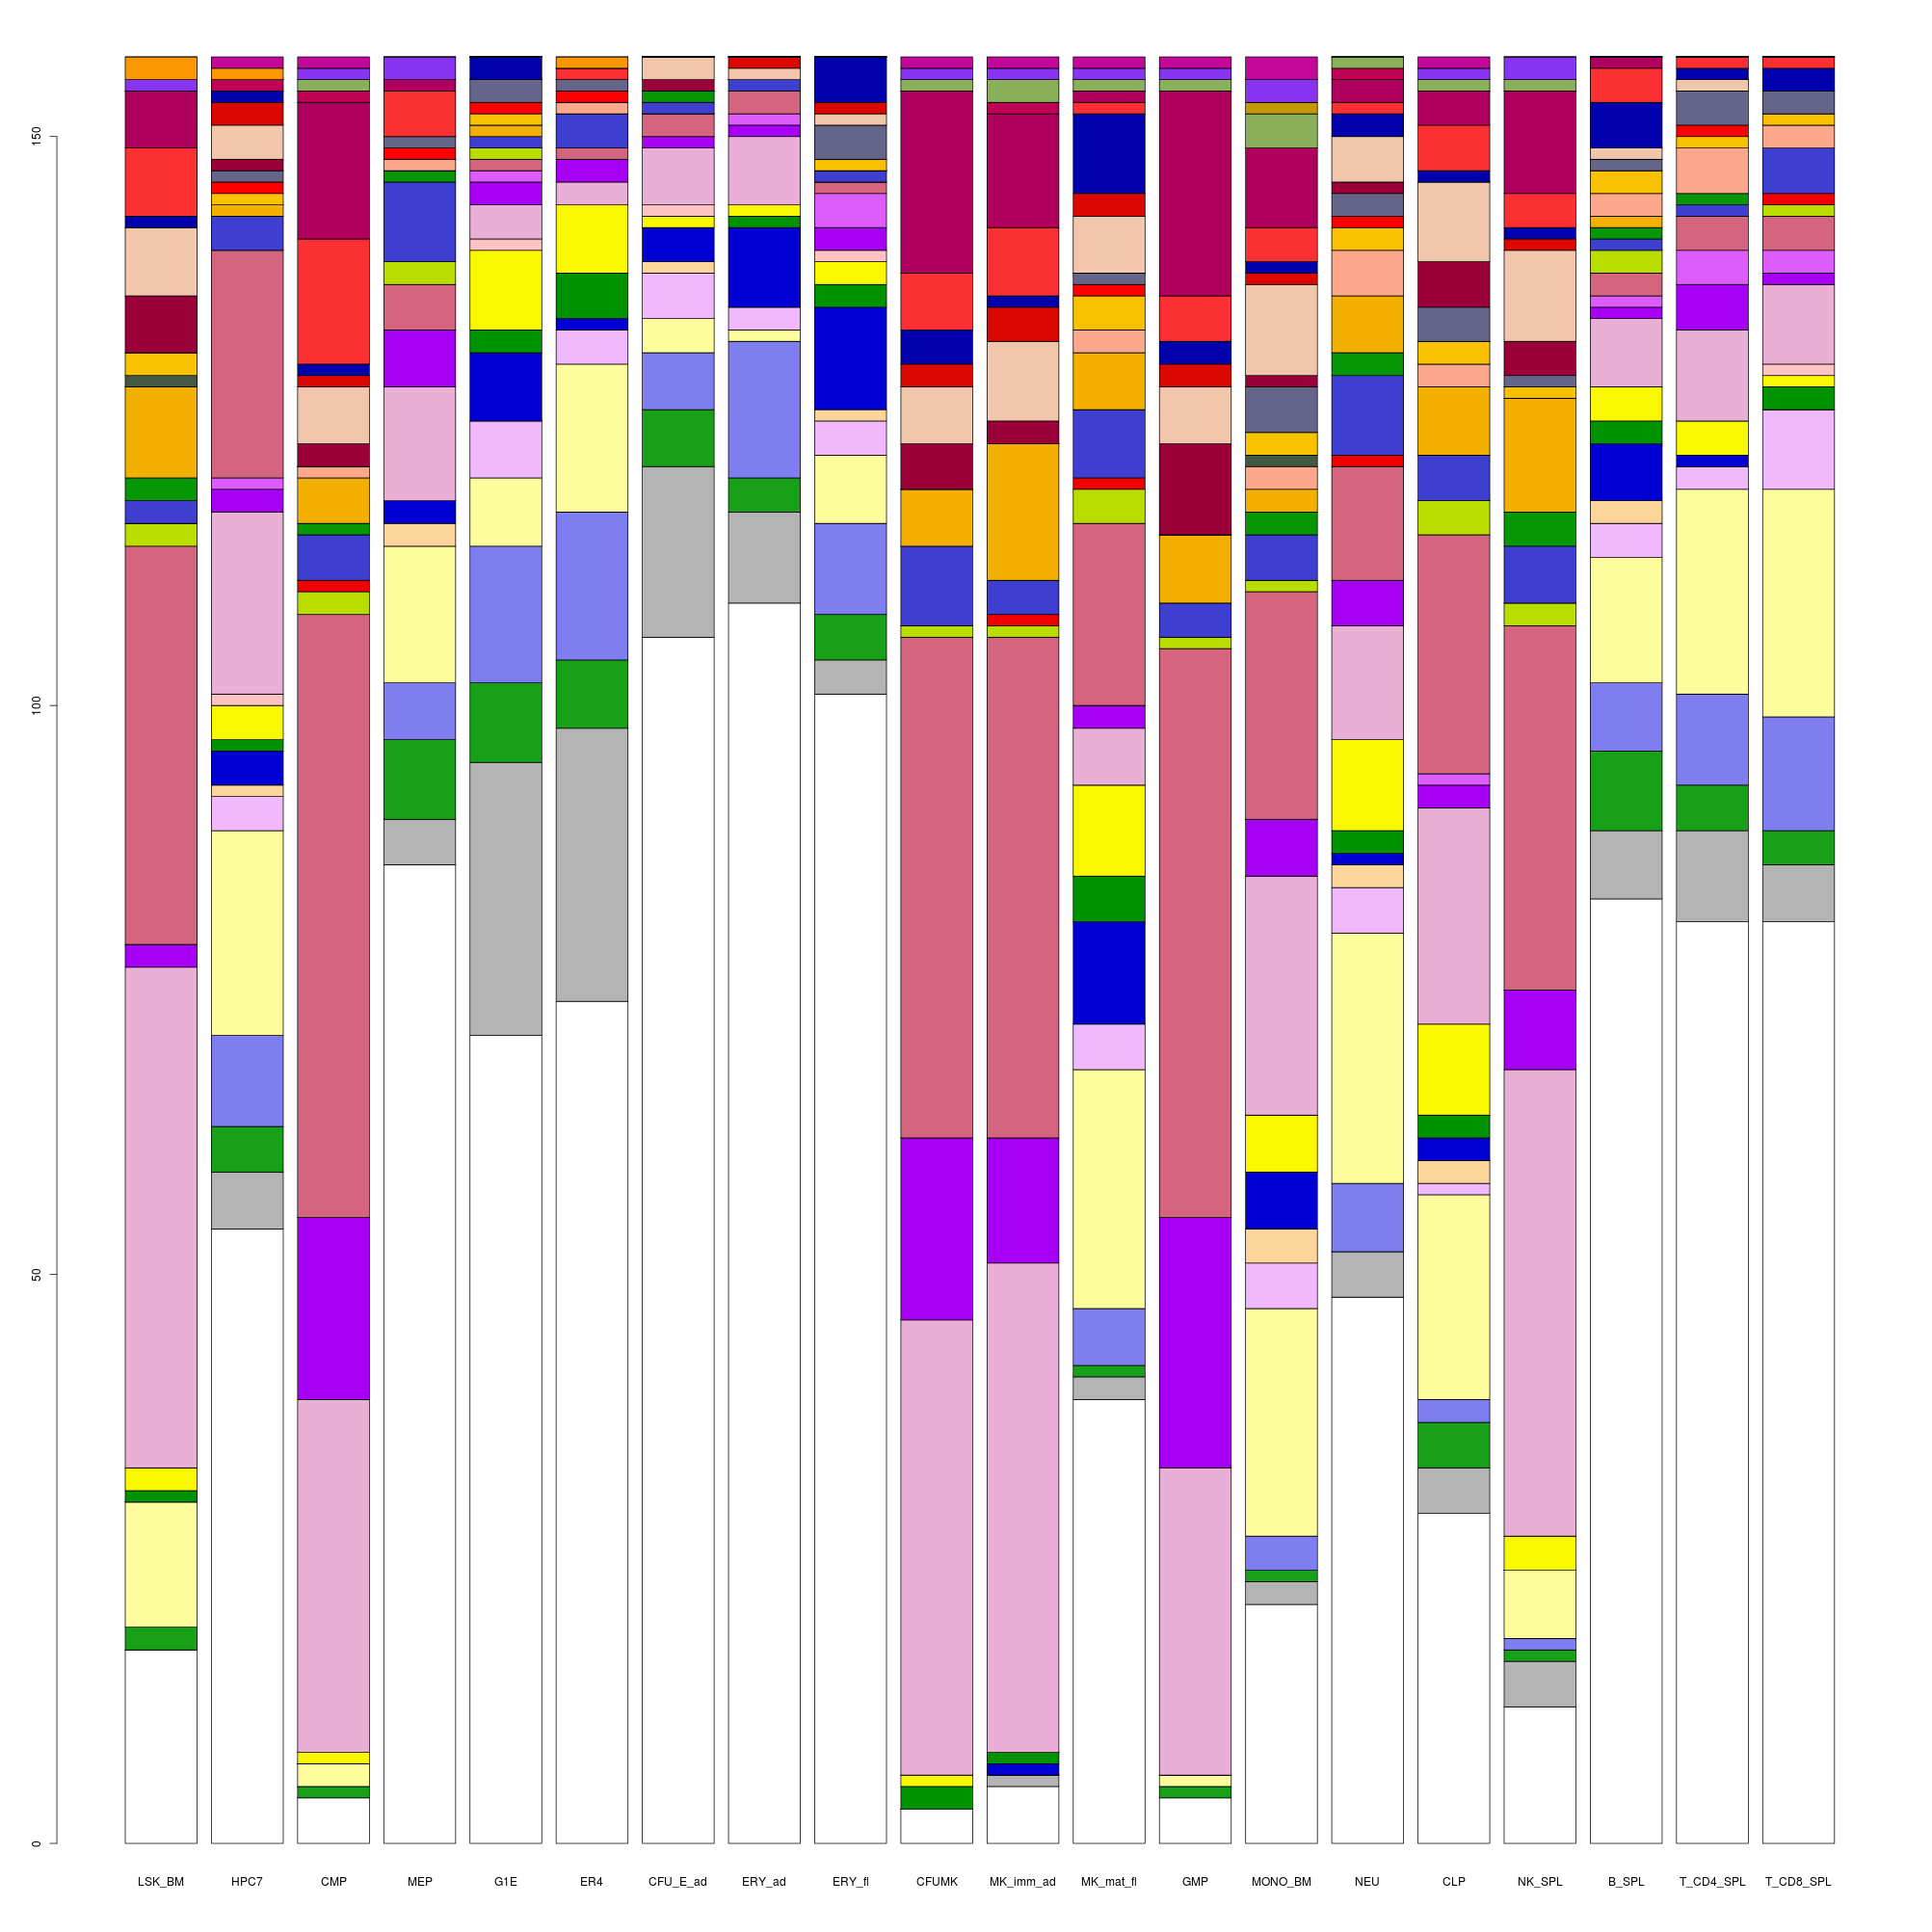 150
100
50
0
LSK_BM HPC7 CMP MEP G1E ER4 CFU_E_ad ERY_ad ERY_fl CFUMK MK_imm_ad MK_mat_fl GMP MONO_BM NEU CLP NK_SPL B_SPL T_CD4_SPL T_CD8_SPL